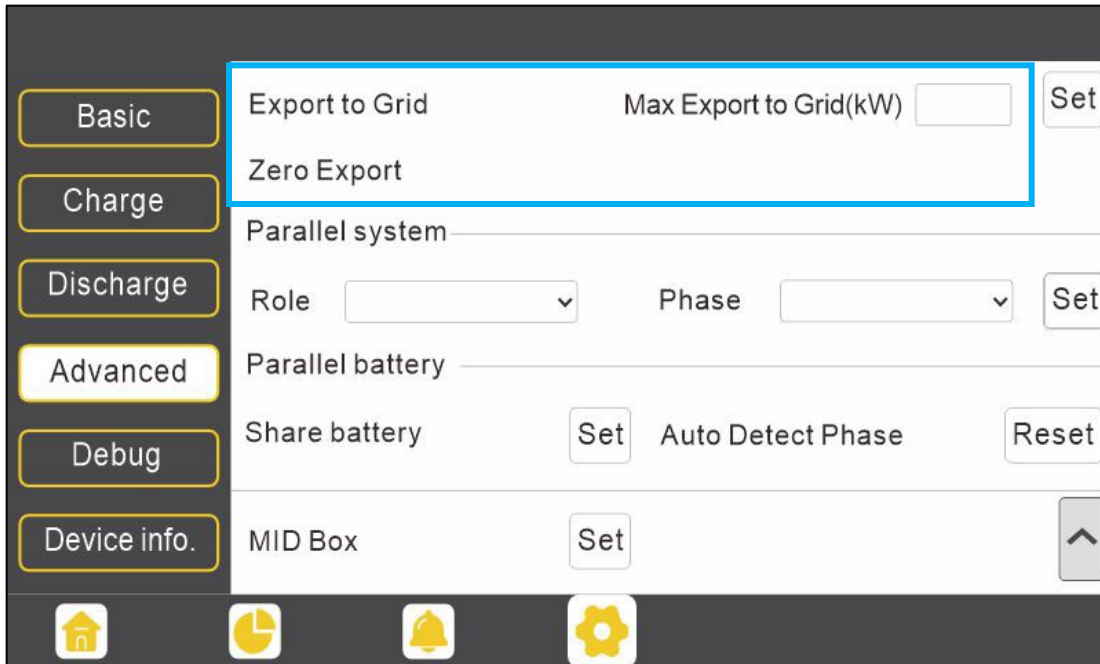 Basic
Charge
Discharge
Advanced
Debug
Device info.
Export to Grid Max Export to Grid(kW) Set
Zero Export
Parallel system
Role Phase Set
Parallel battery
Share battery Set Auto Detect Phase Reset
MID Box Set